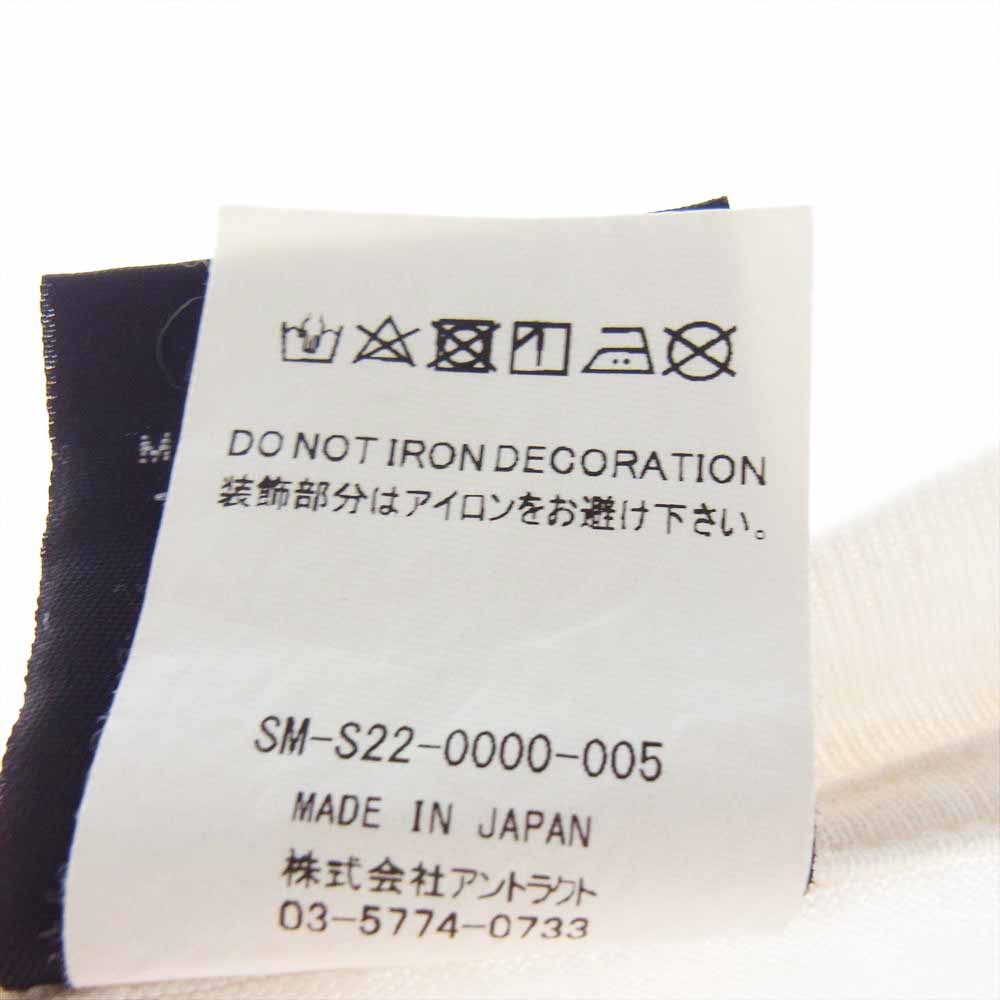 DO NOT IRON DECORATION
装飾部分はアイロンをお避け下さい。
SM-S22-0000-005
MADE IN JAPAN
株式会社アントラクト
03-5774-0733
M